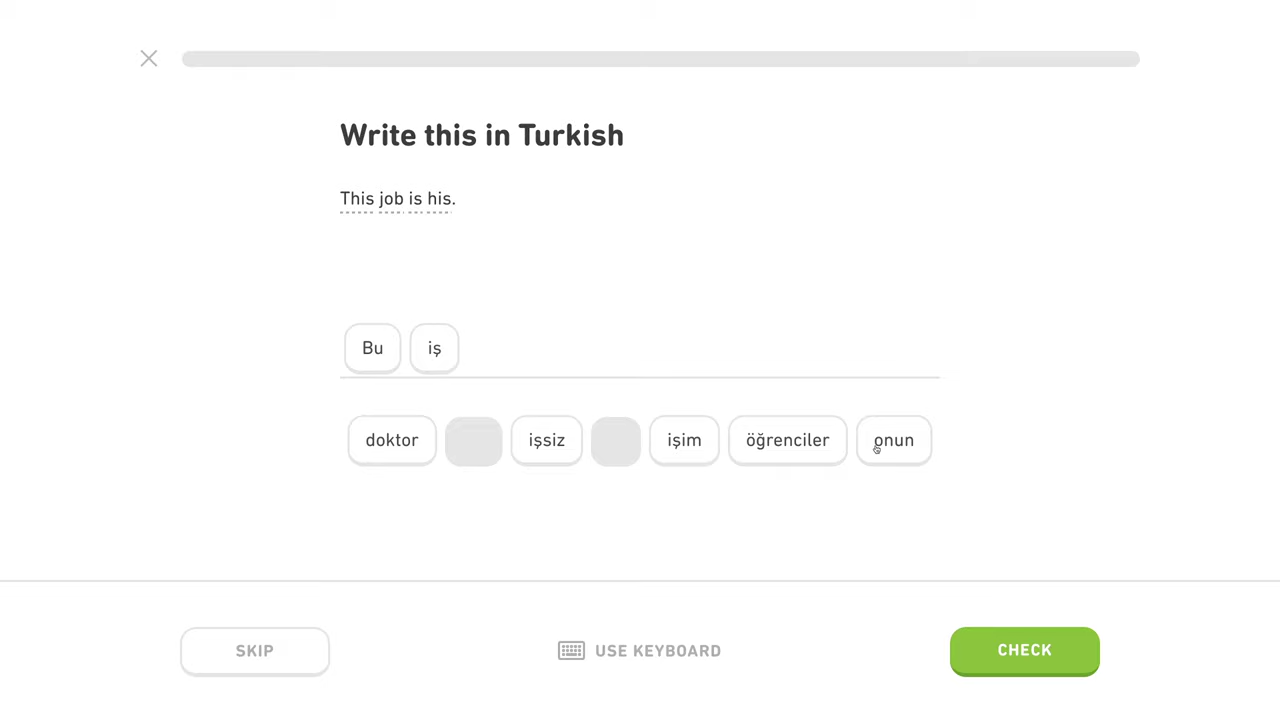 Write this in Turkish
This job is his.
Bu iş
doktor işsiz işim öğrenciler onun
SKIP USE KEYBOARD CHECK